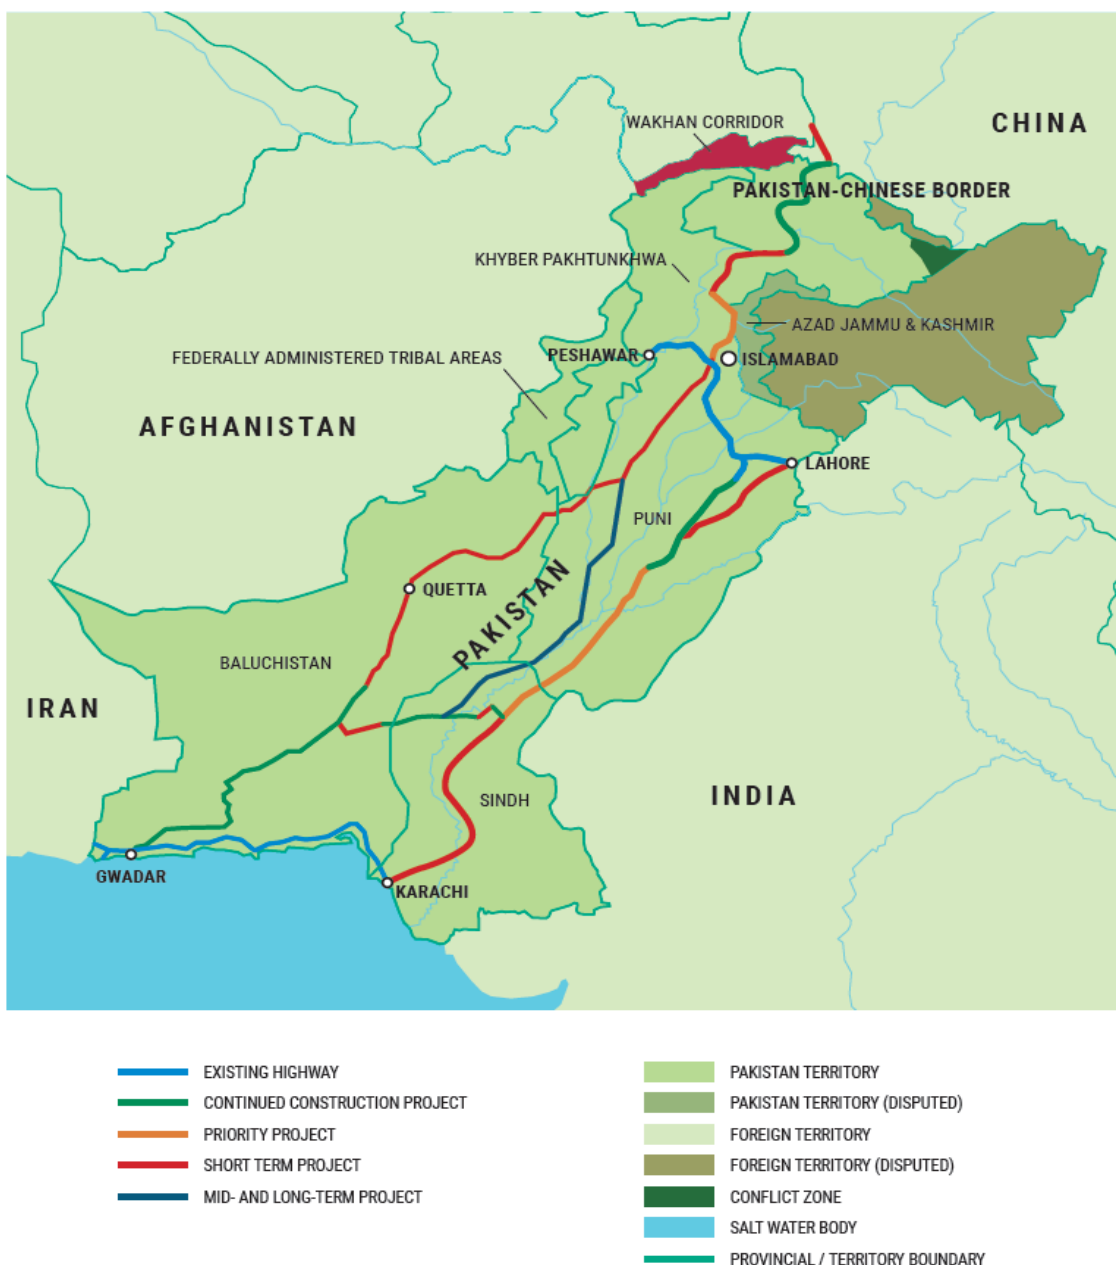 WAKHAN CORRIDOR
CHINA
PAKISTAN-CHINESE BORDER
KHYBER PAKHTUNKHWA
AZAD JAMMU & KASHMIR
FEDERALLY ADMINISTERED TRIBAL AREAS
PESHAWAR
ISLAMABAD
AFGHANISTAN
LAHORE
PUNI
QUETTA
PAKISTAN
BALUCHISTAN
IRAN
SINDH
INDIA
GWADAR
KARACHI
EXISTING HIGHWAY
CONTINUED CONSTRUCTION PROJECT
PRIORITY PROJECT
SHORT TERM PROJECT
MID- AND LONG-TERM PROJECT
PAKISTAN TERRITORY
PAKISTAN TERRITORY (DISPUTED)
FOREIGN TERRITORY
FOREIGN TERRITORY (DISPUTED)
CONFLICT ZONE
SALT WATER BODY
PROVINCIAL / TERRITORY BOUNDARY